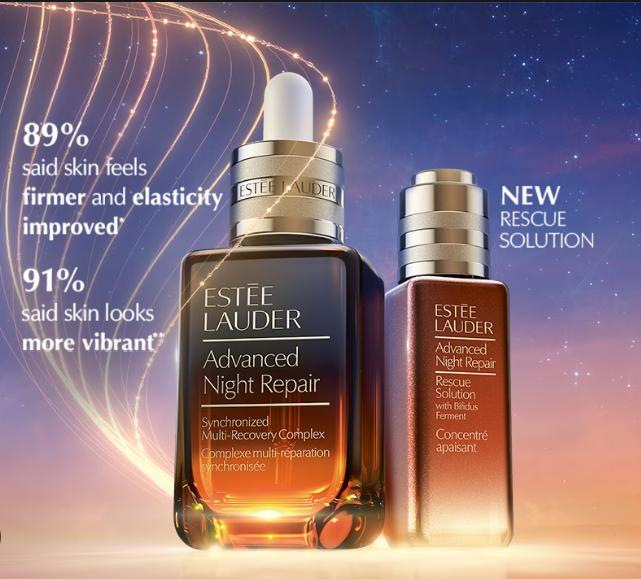 89%
said skin feels
firmer and elasticity
improved*
91%
said skin looks
more vibrant**
NEW
RESCUE
SOLUTION
ESTĒE LAUDER
ESTĒE
LAUDER
Advanced
Night Repair
Synchronized
Multi-Recovery Complex
Complexe multi-réparation
synchronisée
ESTĒE
LAUDER
Advanced
Night Repair
Rescue
Solution
with Bifidus
Ferment
Concentré
apaisant